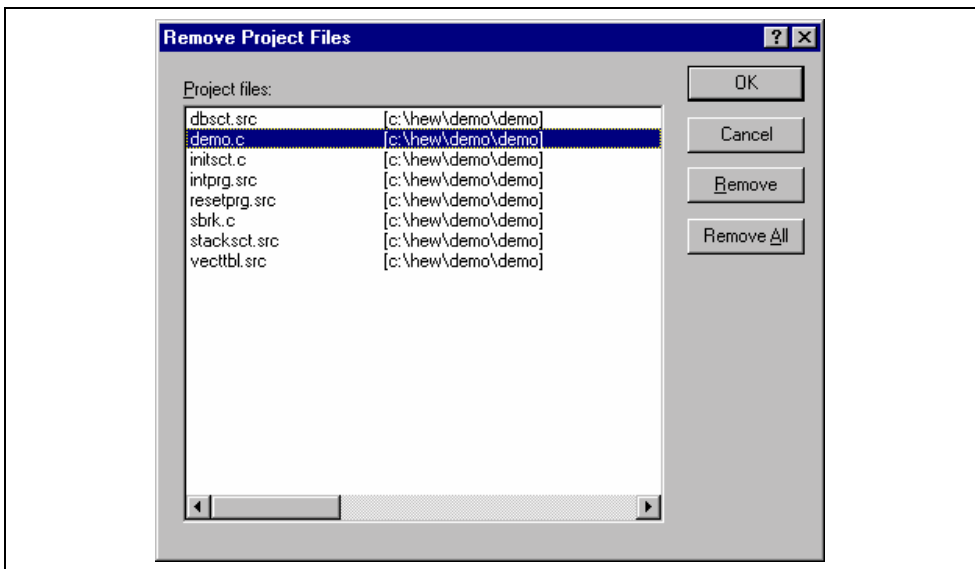 Remove Project Files
Project files:
dbsct.src [c:\hew\demo\demo]
demo.c [c:\hew\demo\demo]
initsct.c [c:\hew\demo\demo]
intprg.src [c:\hew\demo\demo]
resetprg.src [c:\hew\demo\demo]
sbrk.c [c:\hew\demo\demo]
stacksct.src [c:\hew\demo\demo]
vecttbl.src [c:\hew\demo\demo]
OK
Cancel
Remove
Remove All